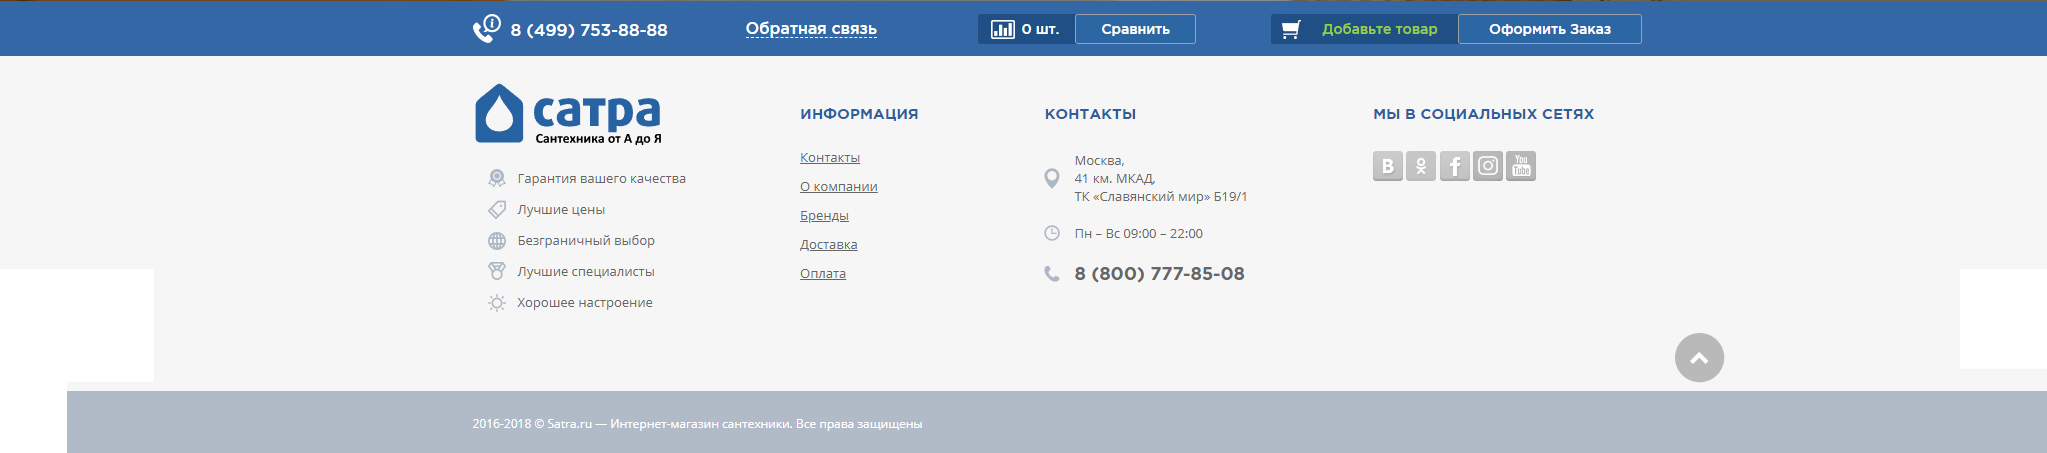 8 (499) 753-88-88
Обратная связь
0 шт.
Сравнить
Добавьте товар
Оформить Заказ
сатра
Сантехника от А до Я
Гарантия вашего качества
Лучшие цены
Безграничный выбор
Лучшие специалисты
Хорошее настроение
ИНФОРМАЦИЯ
Контакты
О компании
Бренды
Доставка
Оплата
КОНТАКТЫ
Москва,
41 км. МКАД,
ТК «Славянский мир» Б19/1
Пн – Вс 09:00 – 22:00
8 (800) 777-85-08
МЫ В СОЦИАЛЬНЫХ СЕТЯХ
You
Tube
2016-2018 © Satra.ru — Интернет-магазин сантехники. Все права защищены